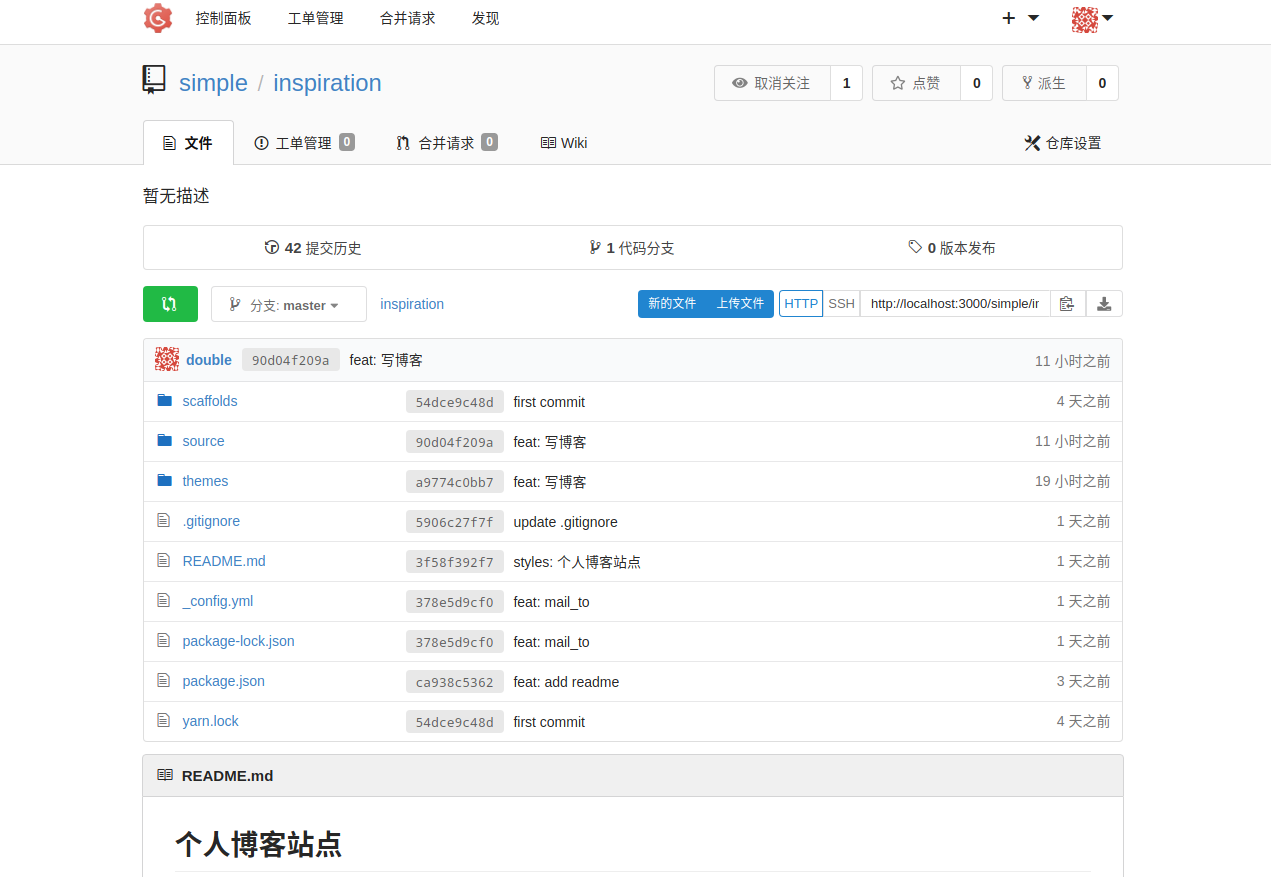 控制面板 工单管理 合并请求 发现
simple / inspiration 取消关注 1 点赞 0 派生 0
文件 工单管理 0 合并请求 0 Wiki 仓库设置
暂无描述
42 提交历史 1 代码分支 0 版本发布
分支: master inspiration 新的文件 上传文件 HTTP SSH http://localhost:3000/simple/ir
double 90d04f209a feat: 写博客 11 小时之前
scaffolds 54dce9c48d first commit 4 天之前
source 90d04f209a feat: 写博客 11 小时之前
themes a9774c0bb7 feat: 写博客 19 小时之前
.gitignore 5906c27f7f update .gitignore 1 天之前
README.md 3f58f392f7 styles: 个人博客站点 1 天之前
_config.yml 378e5d9cf0 feat: mail_to 1 天之前
package-lock.json 378e5d9cf0 feat: mail_to 1 天之前
package.json ca938c5362 feat: add readme 3 天之前
yarn.lock 54dce9c48d first commit 4 天之前
README.md
个人博客站点